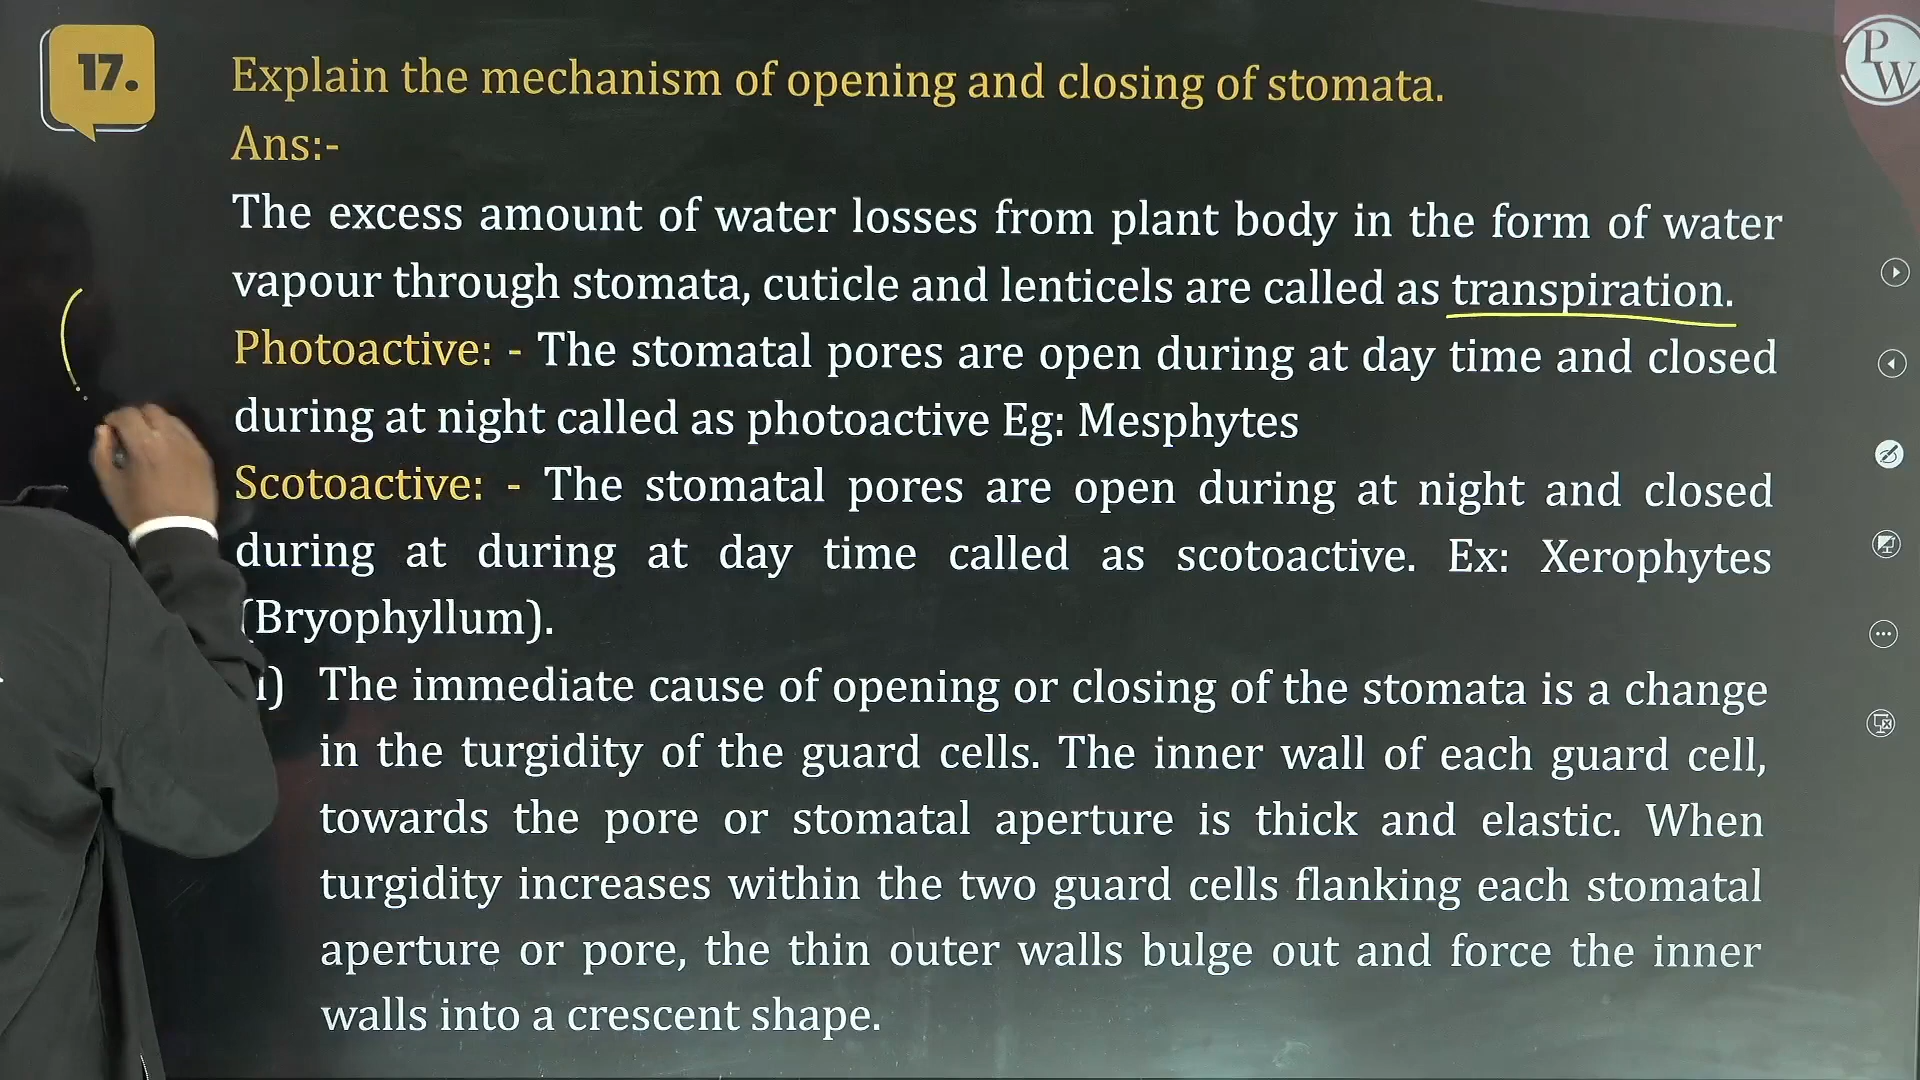 17.
PW
Explain the mechanism of opening and closing of stomata.
Ans:-
The excess amount of water losses from plant body in the form of water
vapour through stomata, cuticle and lenticels are called as transpiration.
Photoactive: - The stomatal pores are open during at day time and closed
during at night called as photoactive Eg: Mesphytes
Scotoactive: - The stomatal pores are open during at night and closed
during at during at day time called as scotoactive. Ex: Xerophytes
(Bryophyllum).
i) The immediate cause of opening or closing of the stomata is a change
in the turgidity of the guard cells. The inner wall of each guard cell,
towards the pore or stomatal aperture is thick and elastic. When
turgidity increases within the two guard cells flanking each stomatal
aperture or pore, the thin outer walls bulge out and force the inner
walls into a crescent shape.